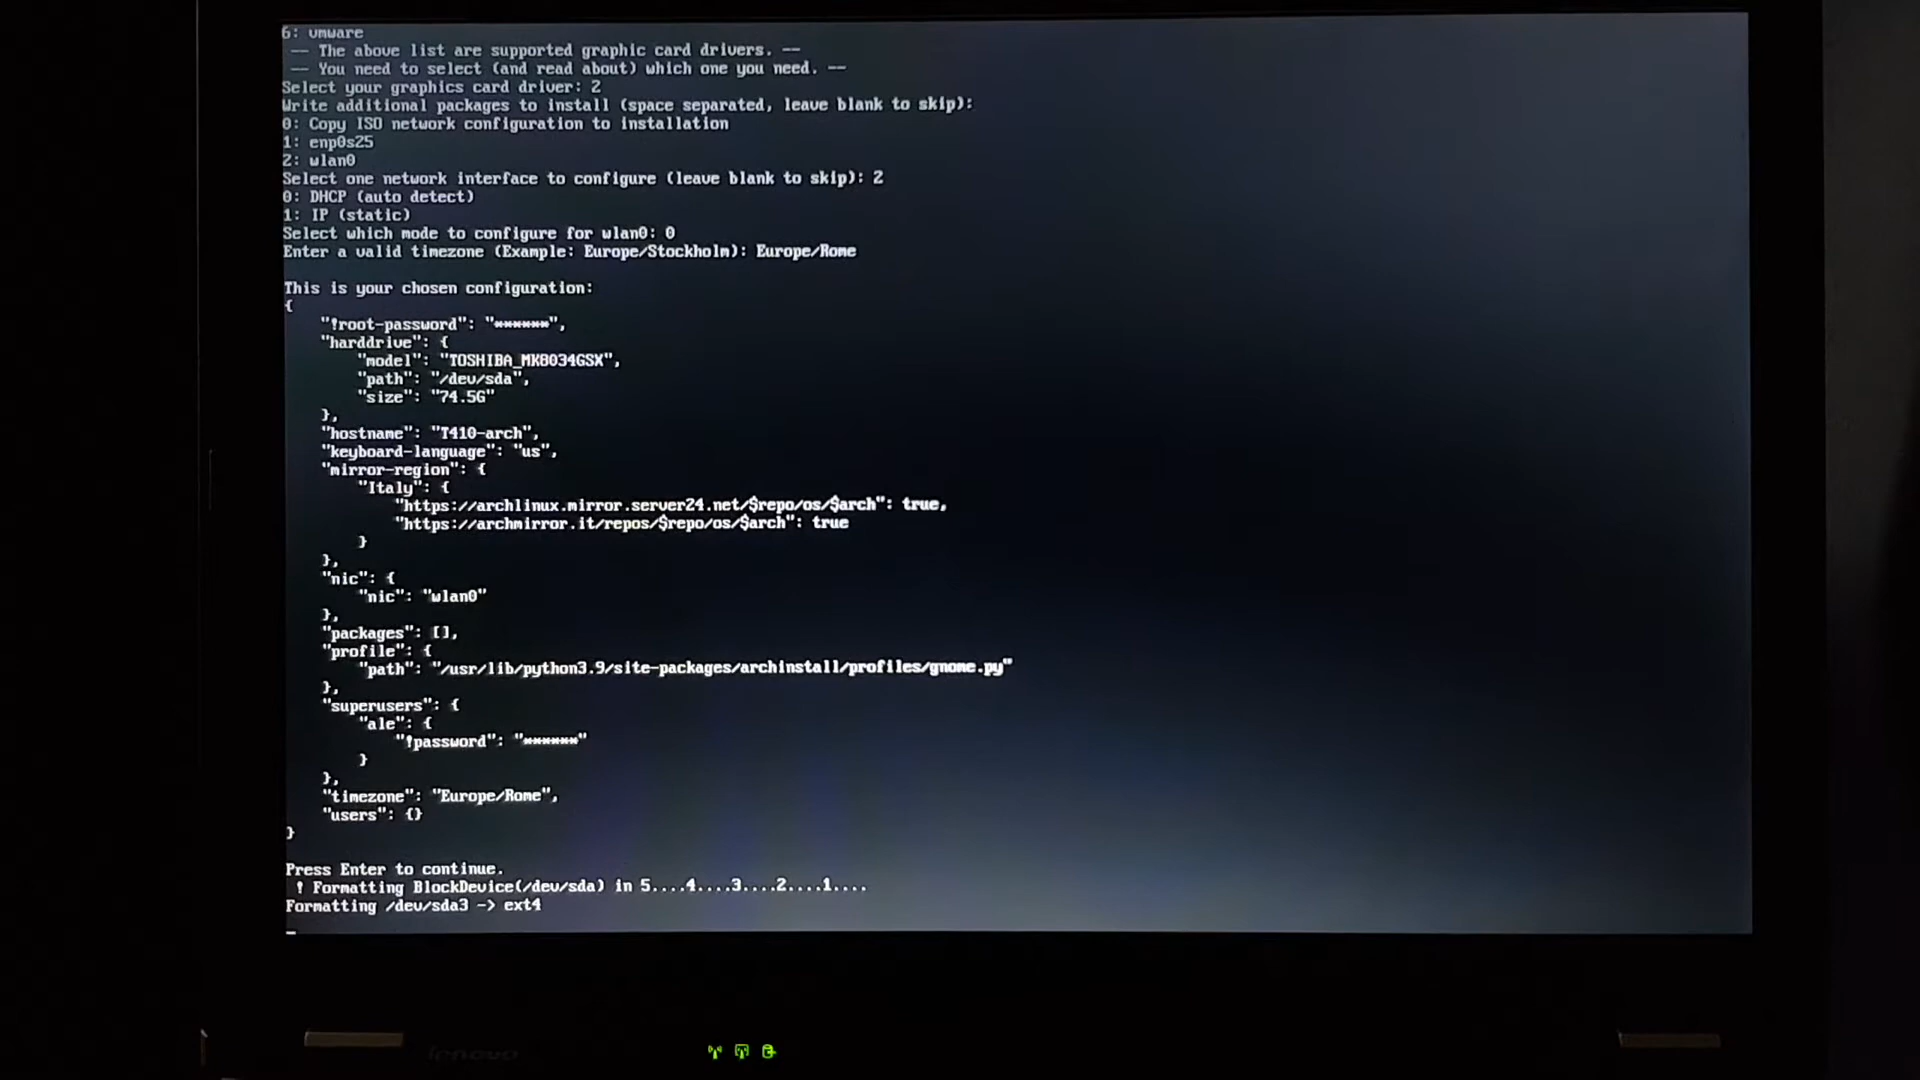 6: vmware
-- The above list are supported graphic card drivers. --
-- You need to select (and read about) which one you need. --
Select your graphics card driver: 2
Write additional packages to install (space separated, leave blank to skip):
0: Copy ISO network configuration to installation
1: enp0s25
2: wlan0
Select one network interface to configure (leave blank to skip): 2
0: DHCP (auto detect)
1: IP (static)
Select which mode to configure for wlan0: 0
Enter a valid timezone (Example: Europe/Stockholm): Europe/Rome
This is your chosen configuration:
{
"!root-password": "******",
"harddrive": {
"model": "TOSHIBA_MK8034GSX",
"path": "/dev/sda",
"size": "74.5G"
},
"hostname": "T410-arch",
"keyboard-language": "us",
"mirror-region": {
"Italy": {
"https://archlinux.mirror.server24.net/$repo/os/$arch": true,
"https://archmirror.it/repos/$repo/os/$arch": true
}
},
"nic": {
"nic": "wlan0"
},
"packages": [],
"profile": {
"path": "/usr/lib/python3.9/site-packages/archinstall/profiles/gnome.py"
},
"superusers": {
"ale": {
"!password": "******"
}
},
"timezone": "Europe/Rome",
"users": {}
}
Press Enter to continue.
! Formatting BlockDevice(/dev/sda) in 5....4....3....2....1....
Formatting /dev/sda3 -> ext4
lenovo